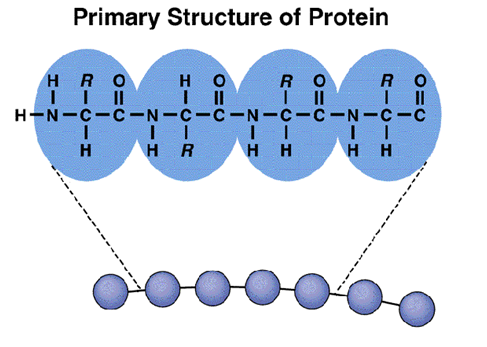 Primary Structure of Protein
H R O H O R O R O
H-N-C-C-N-C-C-N-C-C-N-C-C
H H R H H H H